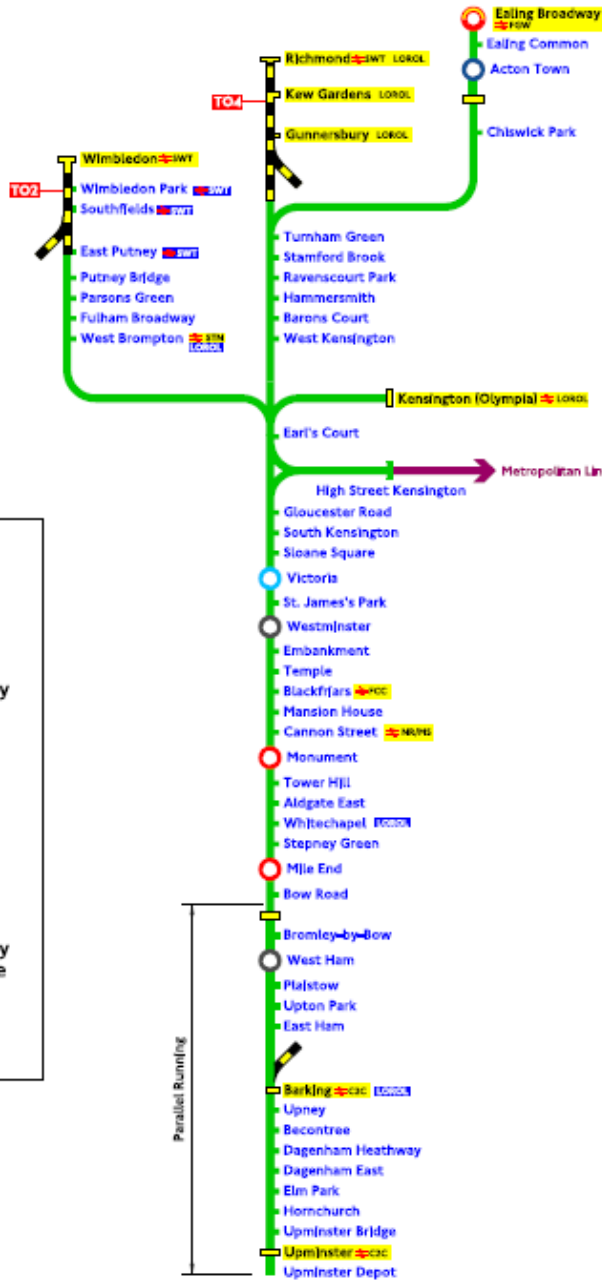 Ealing Broadway
FGW
Ealing Common
Acton Town
Chiswick Park
Richmond SWT LOROL
TO4
Kew Gardens LOROL
Gunnersbury LOROL
Wimbledon SWT
TO2
Wimbledon Park SWT
Southfields SWT
East Putney SWT
Putney Bridge
Parsons Green
Fulham Broadway
West Brompton STN
LOROL
Turnham Green
Stamford Brook
Ravenscourt Park
Hammersmith
Barons Court
West Kensington
Kensington (Olympia) LOROL
Earl's Court
Metropolitan Lin
High Street Kensington
Gloucester Road
South Kensington
Sloane Square
Victoria
St. James's Park
Westminster
Embankment
Temple
Blackfriars FCC
Mansion House
Cannon Street NR/NS
Monument
Tower Hill
Aldgate East
Whitechapel LOROL
Stepney Green
Mile End
Bow Road
Bromley-by-Bow
West Ham
Plaistow
Upton Park
East Ham
Parallel Running
Barking C2C LOROL
Upney
Becontree
Dagenham Heathway
Dagenham East
Elm Park
Hornchurch
Upminster Bridge
Upminster C2C
Upminster Depot
y
y
e